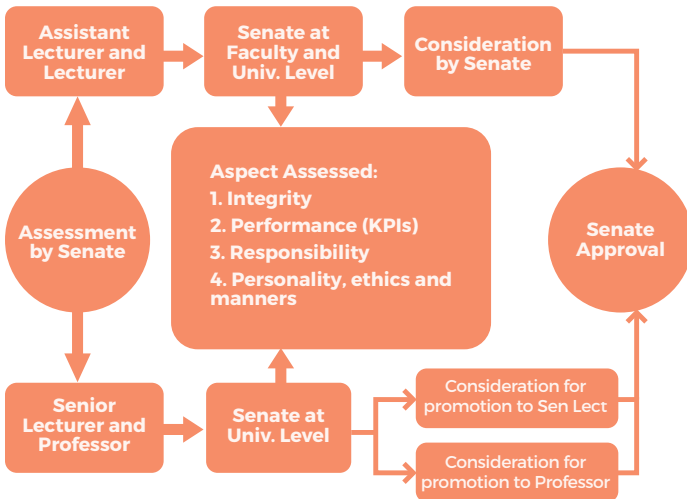 Assistant
Lecturer and
Lecturer
Senate at
Faculty and
Univ. Level
Consideration
by Senate
Aspect Assessed:
1. Integrity
2. Performance (KPIs)
3. Responsibility
4. Personality, ethics and
manners
Assessment
by Senate
Senate
Approval
Senior
Lecturer and
Professor
Senate at
Univ. Level
Consideration for
promotion to Sen Lect
Consideration for
promotion to Professor